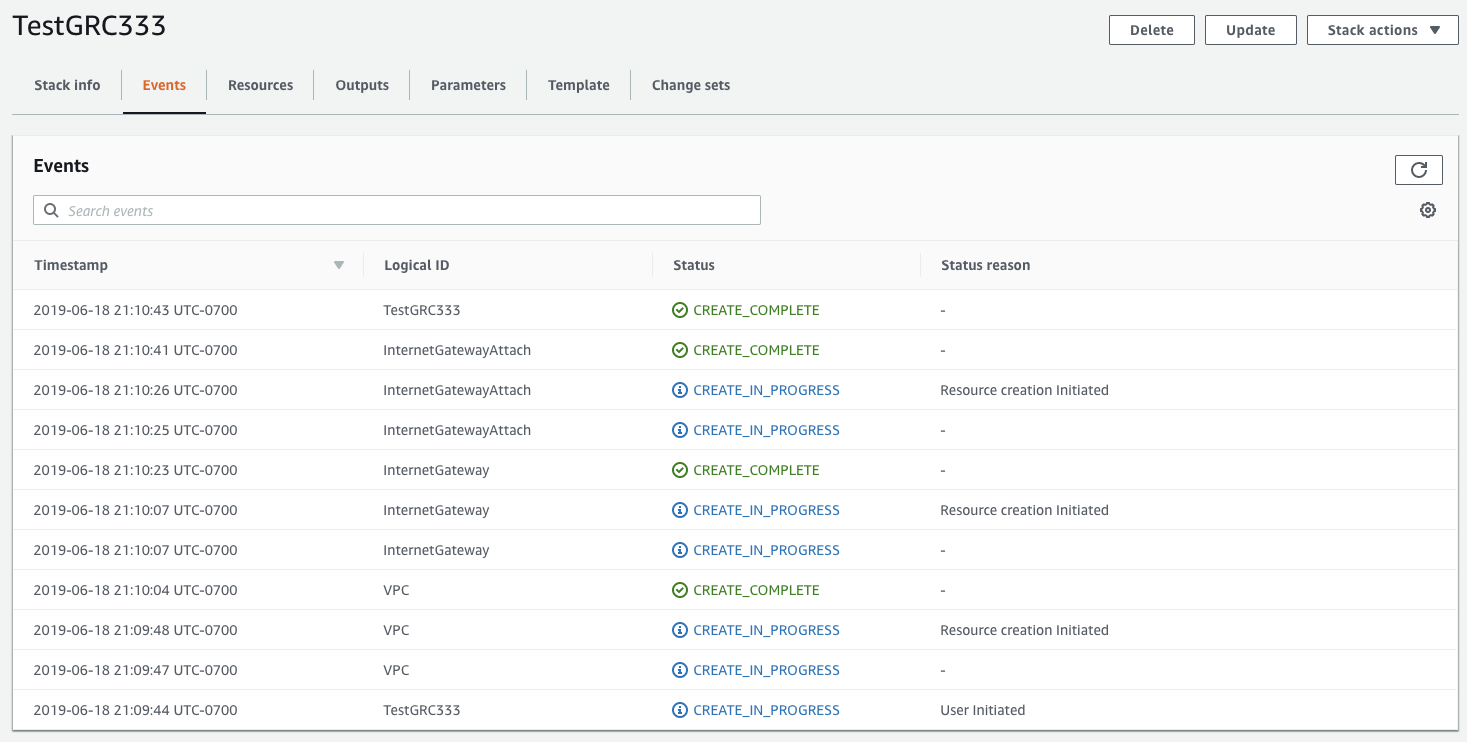 TestGRC333
Delete Update Stack actions
Stack info Events Resources Outputs Parameters Template Change sets
Events
Search events
Timestamp Logical ID Status Status reason
2019-06-18 21:10:43 UTC-0700 TestGRC333 CREATE_COMPLETE -
2019-06-18 21:10:41 UTC-0700 InternetGatewayAttach CREATE_COMPLETE -
2019-06-18 21:10:26 UTC-0700 InternetGatewayAttach CREATE_IN_PROGRESS Resource creation Initiated
2019-06-18 21:10:25 UTC-0700 InternetGatewayAttach CREATE_IN_PROGRESS -
2019-06-18 21:10:23 UTC-0700 InternetGateway CREATE_COMPLETE -
2019-06-18 21:10:07 UTC-0700 InternetGateway CREATE_IN_PROGRESS Resource creation Initiated
2019-06-18 21:10:07 UTC-0700 InternetGateway CREATE_IN_PROGRESS -
2019-06-18 21:10:04 UTC-0700 VPC CREATE_COMPLETE -
2019-06-18 21:09:48 UTC-0700 VPC CREATE_IN_PROGRESS Resource creation Initiated
2019-06-18 21:09:47 UTC-0700 VPC CREATE_IN_PROGRESS -
2019-06-18 21:09:44 UTC-0700 TestGRC333 CREATE_IN_PROGRESS User Initiated